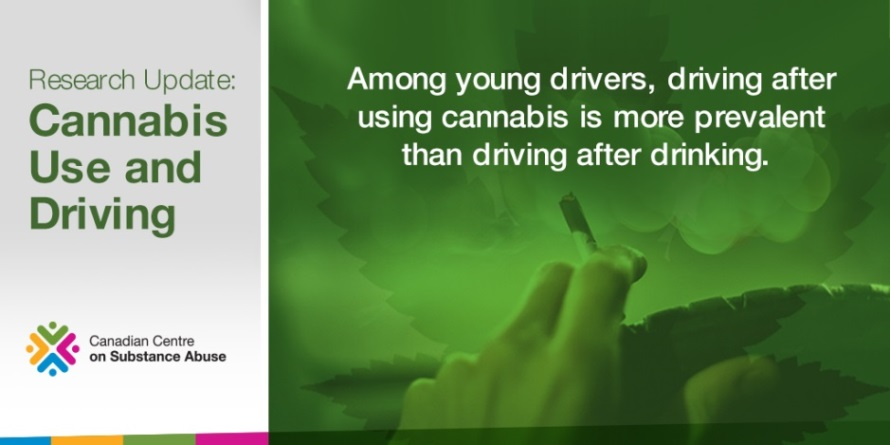 Research Update:
Cannabis
Use and
Driving
Canadian Centre
on Substance Abuse
Among young drivers, driving after
using cannabis is more prevalent
than driving after drinking.